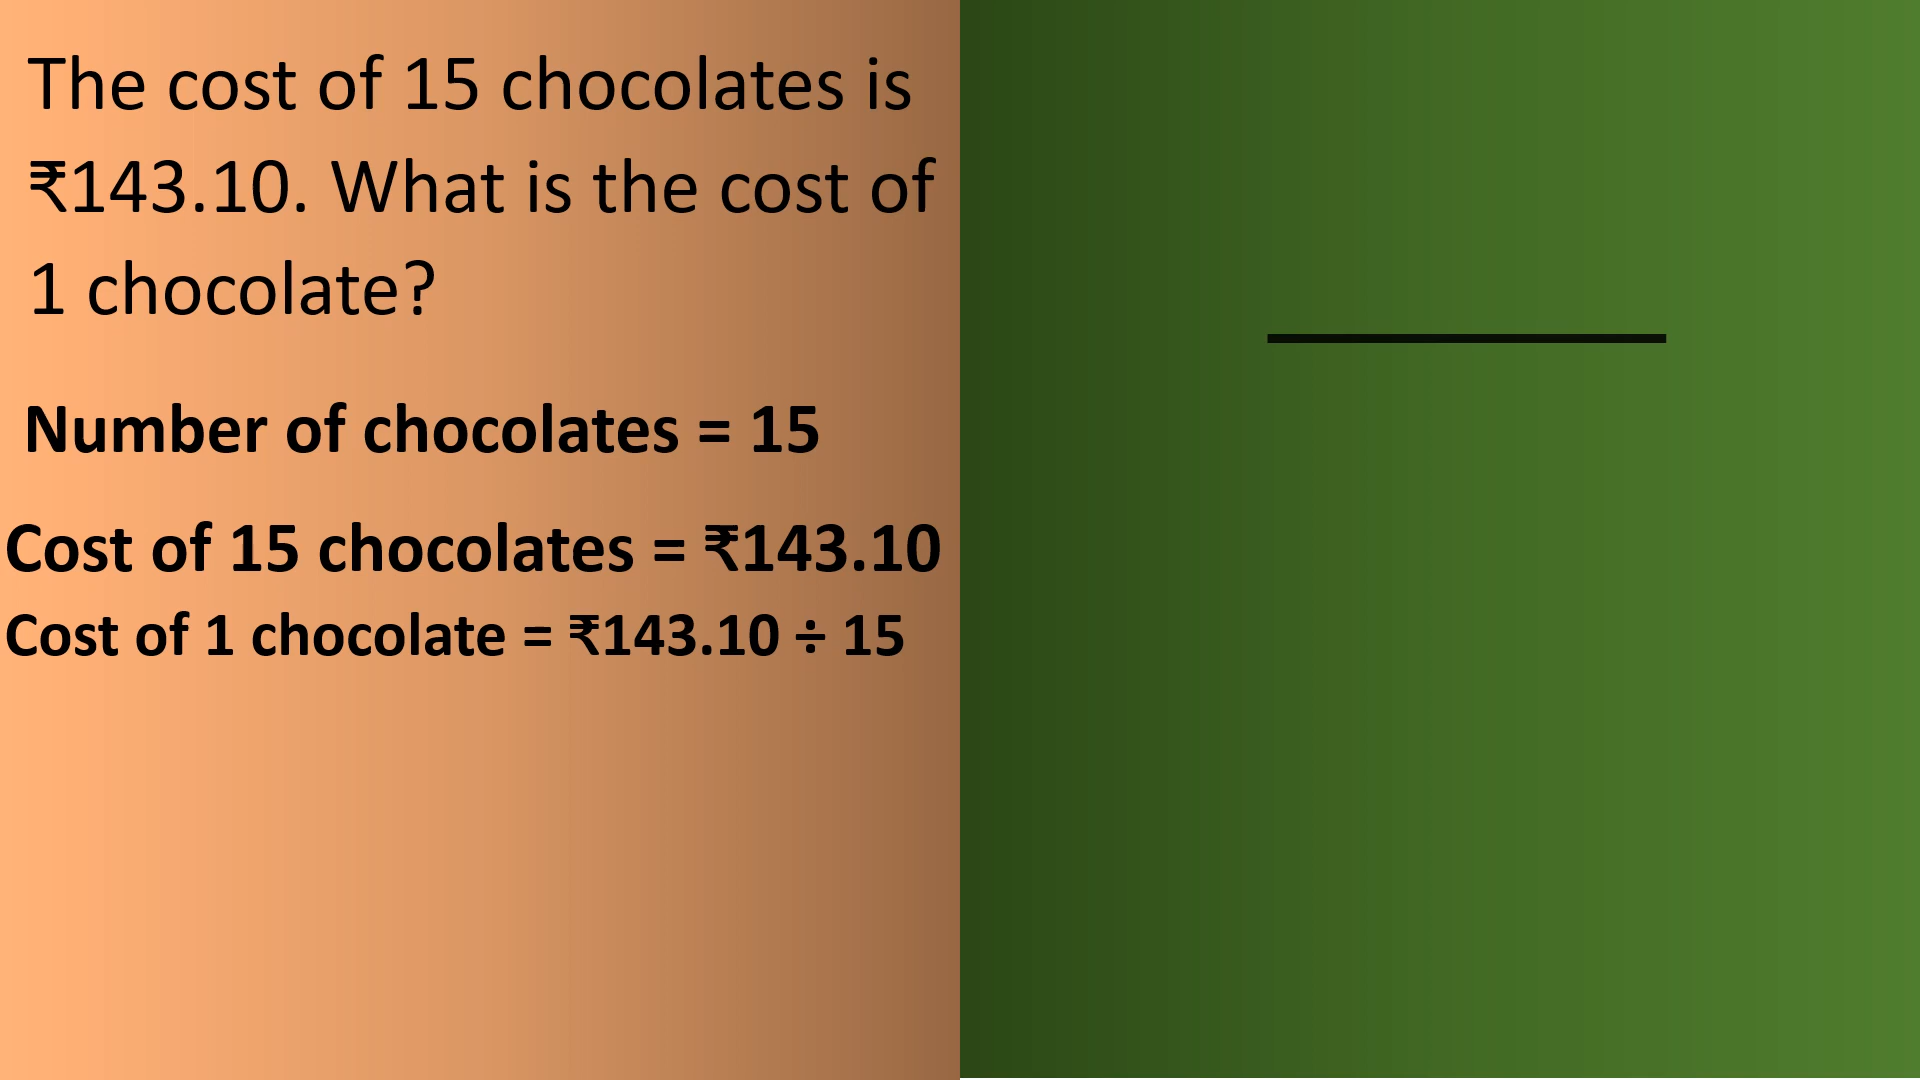 The cost of 15 chocolates is
₹143.10. What is the cost of
1 chocolate?
Number of chocolates = 15
Cost of 15 chocolates = ₹143.10
Cost of 1 chocolate = ₹143.10 ÷ 15